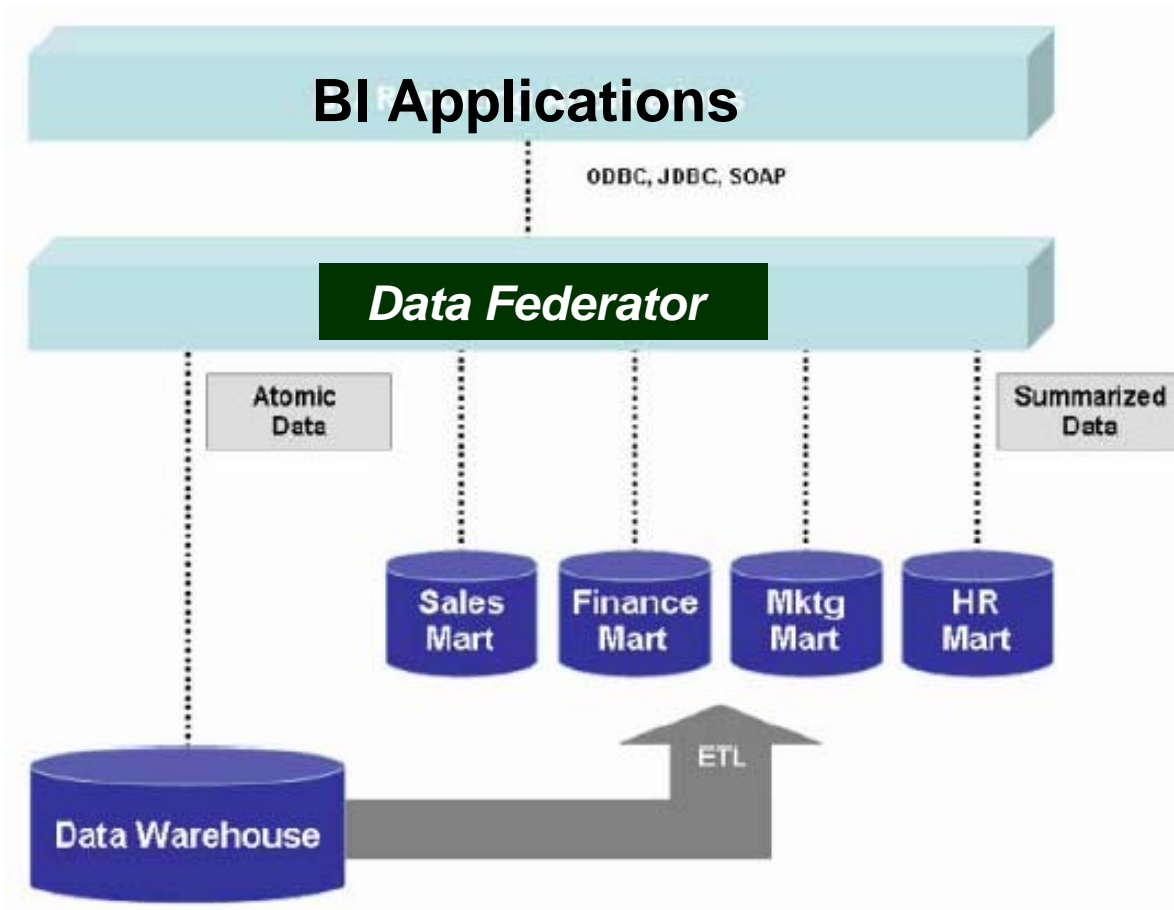 BI Applications
ODBC, JDBC, SOAP
Data Federator
Atomic
Data
Summarized
Data
Sales
Mart
Finance
Mart
Mktg
Mart
HR
Mart
ETL
Data Warehouse